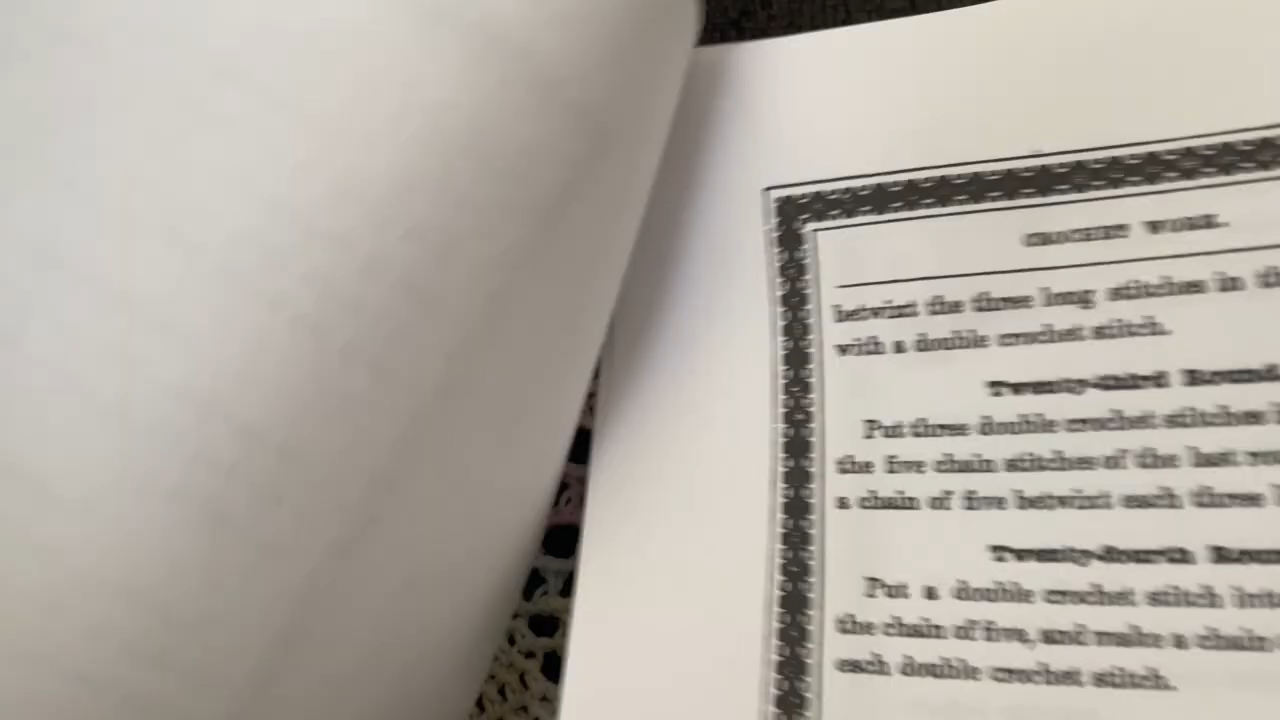 CROCHET WORK.
betwixt the three long stitches in
with a double crochet stitch.
Twenty-third Round
Put three double crochet stitches
the five chain stitches of the last
a chain of five betwixt each three
Twenty-fourth
Put a double crochet stitch into
the chain of five, and make a chain
each double crochet stitch.